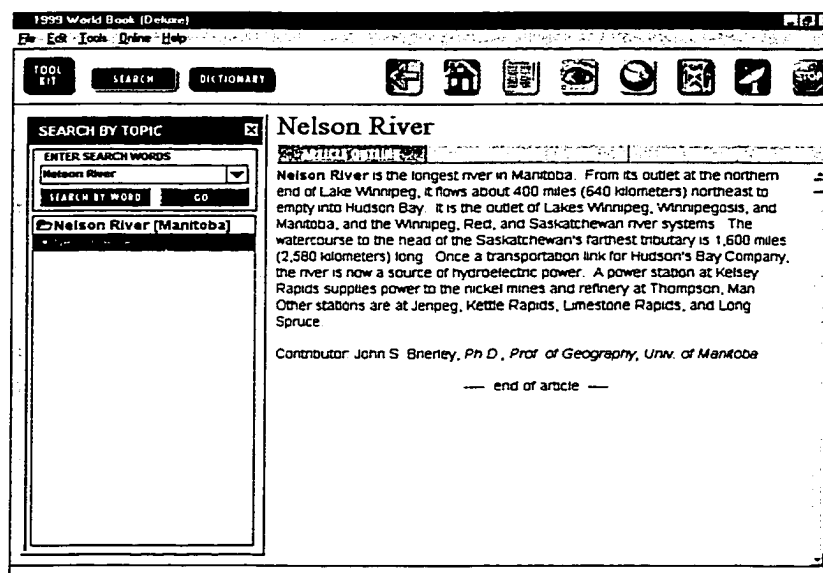 1999 World Book (Deluxe)
File Edit Tools Online Help
TOOL KIT
SEARCH
DICTIONARY
STOP
SEARCH BY TOPIC
ENTER SEARCH WORDS
Nelson River
SEARCH BY WORD
GO
Nelson River [Manitoba]
Nelson River
ARTICLE OUTLINE
Nelson River is the longest river in Manitoba. From its outlet at the northern
end of Lake Winnipeg, it flows about 400 miles (640 kilometers) northeast to
empty into Hudson Bay. It is the outlet of Lakes Winnipeg, Winnipegosis, and
Manitoba, and the Winnipeg, Red, and Saskatchewan river systems. The
watercourse to the head of the Saskatchewan's farthest tributary is 1,600 miles
(2,580 kilometers) long. Once a transportation link for Hudson's Bay Company,
the river is now a source of hydroelectric power. A power station at Kelsey
Rapids supplies power to the nickel mines and refinery at Thompson, Man
Other stations are at Jenpeg, Kettle Rapids, Limestone Rapids, and Long
Spruce.
Contributor: John S. Brierley, Ph.D., Prof. of Geography, Univ. of Manitoba
— end of article —